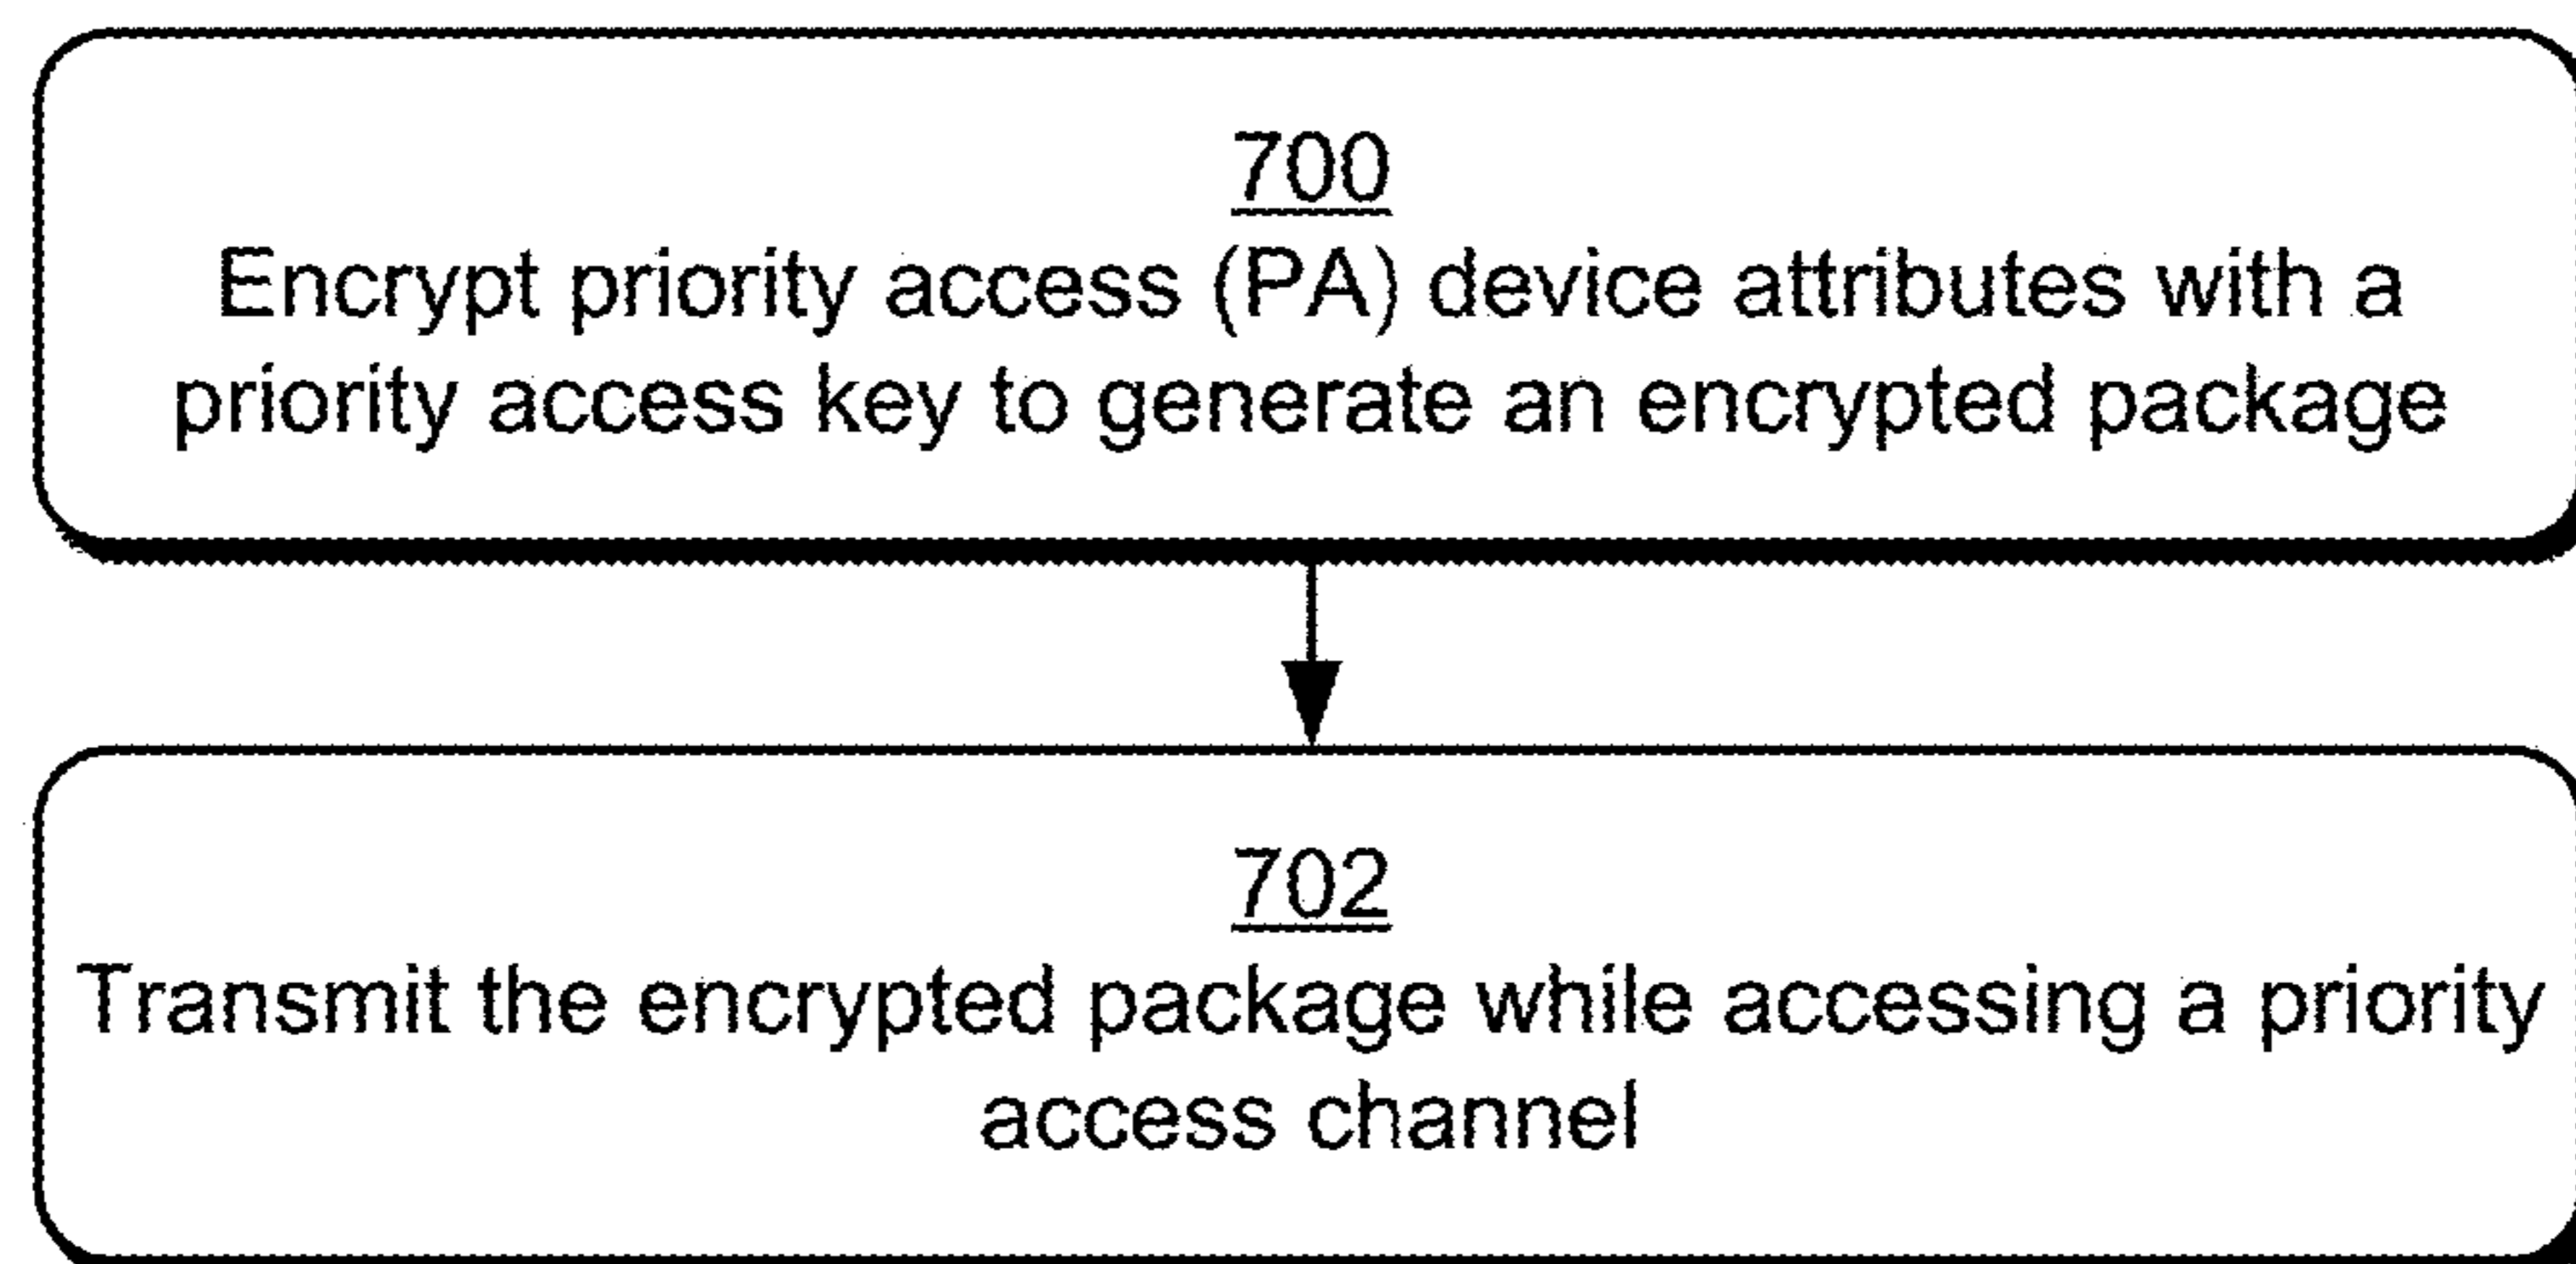 700
Encrypt priority access (PA) device attributes with a
priority access key to generate an encrypted package
702
Transmit the encrypted package while accessing a priority
access channel